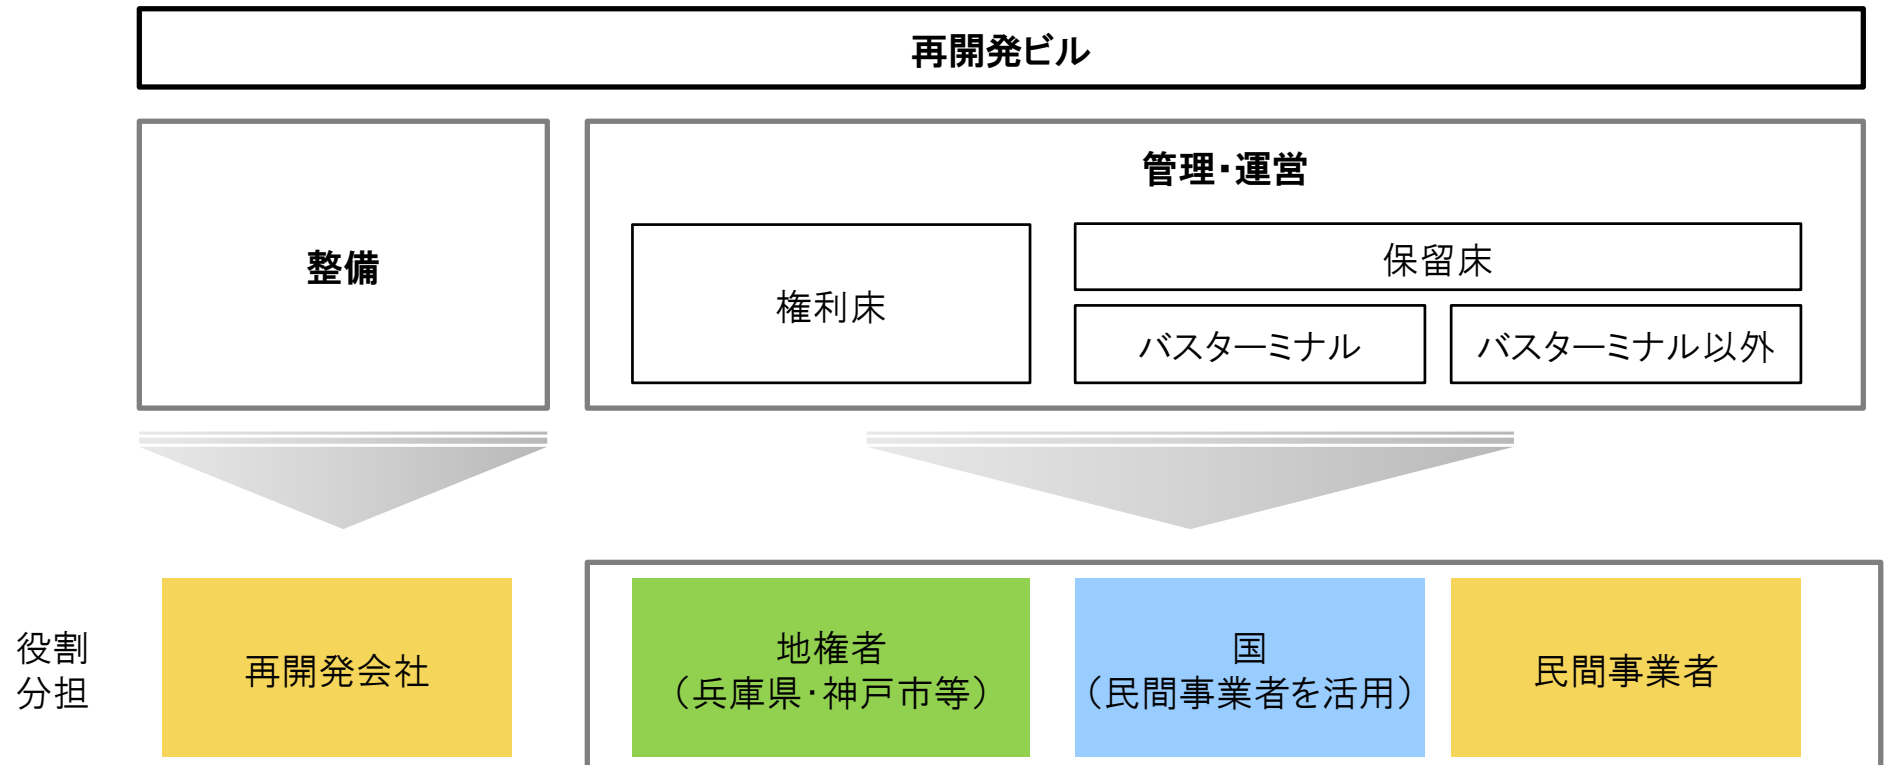 再開発ビル
整備
管理・運営
権利床
保留床
バスターミナル
バスターミナル以外
役割
分担
再開発会社
地権者
（兵庫県・神戸市等）
国
（民間事業者を活用）
民間事業者